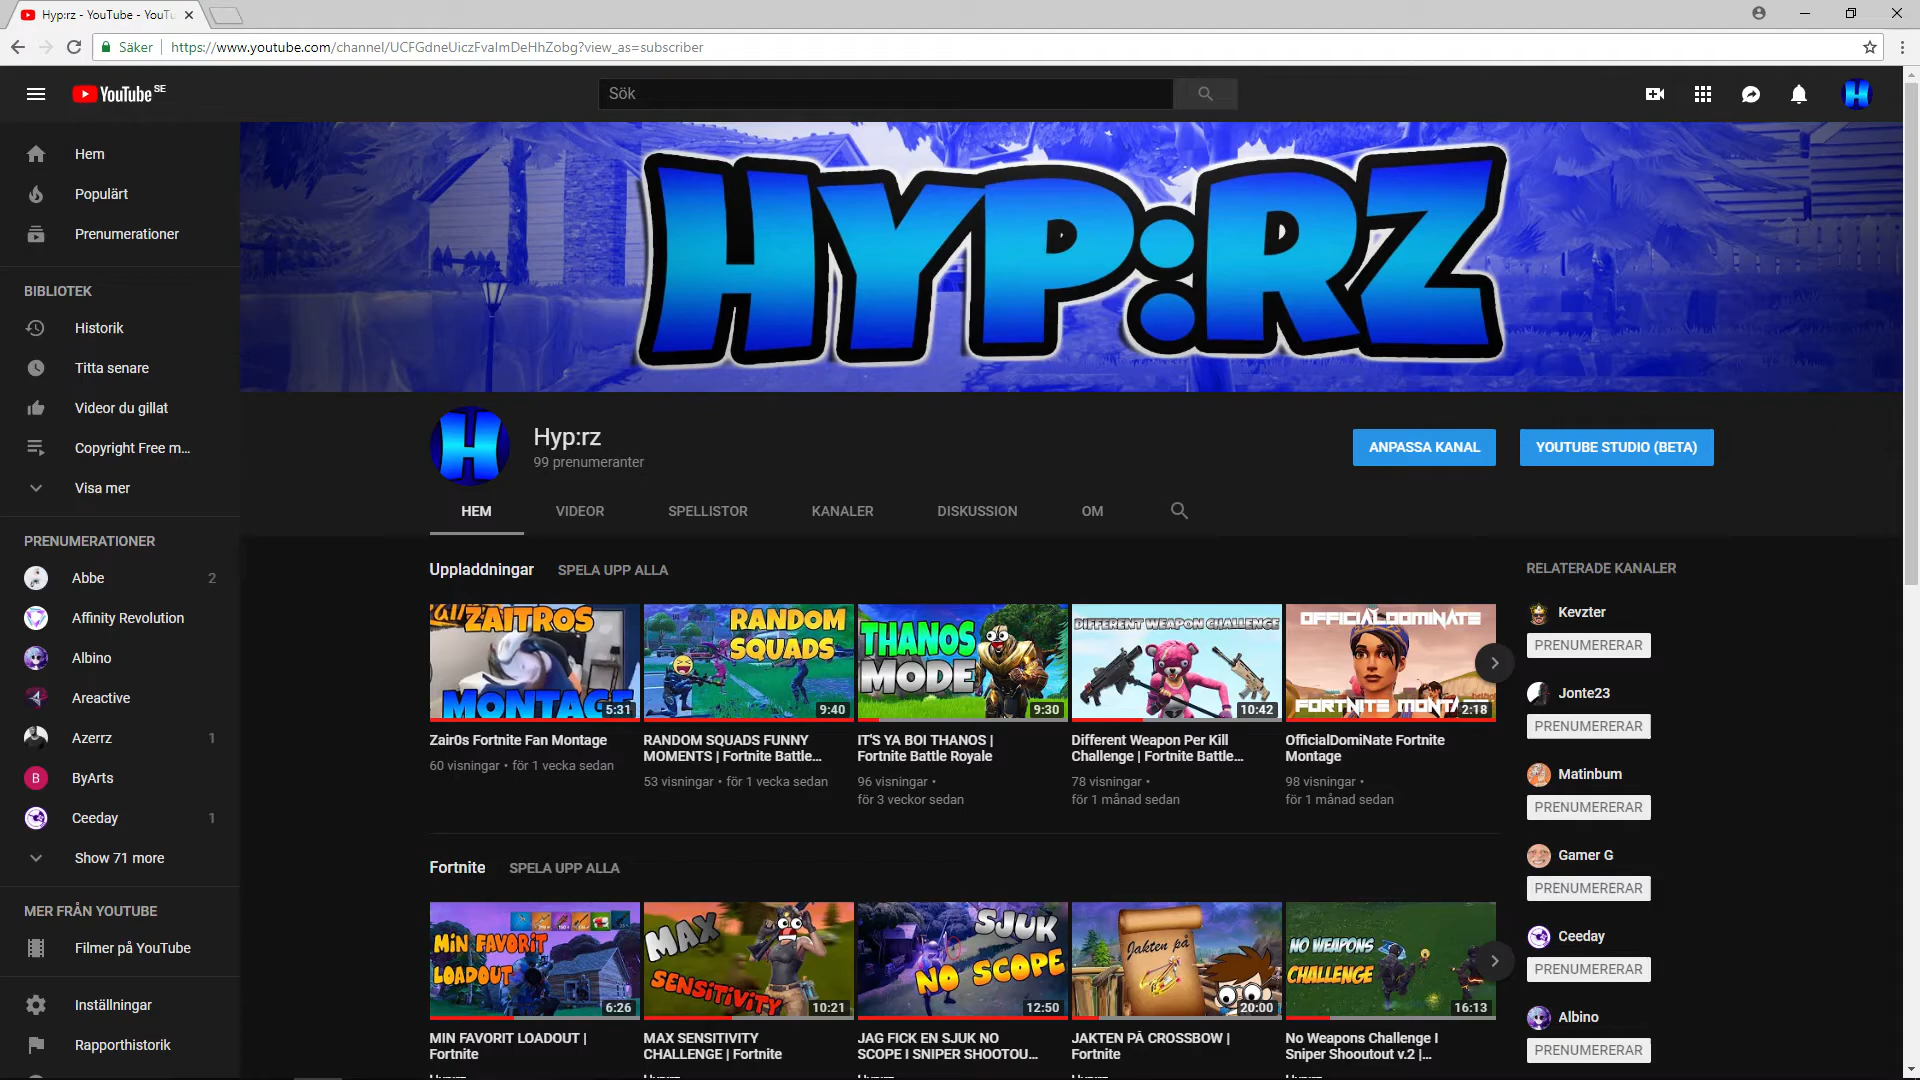 Hyp:rz - YouTube - YouTu
Säker
https://www.youtube.com/channel/UCFGdneUiczFvaImDeHhZobg?view_as=subscriber
YouTube SE
Sök
H
Hem
Populärt
Prenumerationer
BIBLIOTEK
Historik
Titta senare
Videor du gillat
Copyright Free m...
Visa mer
PRENUMERATIONER
Abbe 2
Affinity Revolution
Albino
Areactive
Azerrz 1
B ByArts
Ceeday 1
Show 71 more
MER FRÅN YOUTUBE
Filmer på YouTube
Inställningar
Rapporthistorik
HYP:RZ
H
Hyp:rz
99 prenumeranter
ANPASSA KANAL
YOUTUBE STUDIO (BETA)
HEM VIDEOR SPELLISTOR KANALER DISKUSSION OM
Uppladdningar SPELA UPP ALLA
ZAITROS
MONTAGE
5:31
Zair0s Fortnite Fan Montage
60 visningar • för 1 vecka sedan
RANDOM
SQUADS
9:40
RANDOM SQUADS FUNNY
MOMENTS | Fortnite Battle...
53 visningar • för 1 vecka sedan
THANOS
MODE
9:30
IT'S YA BOI THANOS |
Fortnite Battle Royale
96 visningar •
för 3 veckor sedan
DIFFERENT WEAPON CHALLENGE
10:42
Different Weapon Per Kill
Challenge | Fortnite Battle...
78 visningar •
för 1 månad sedan
OFFICIALDOMINATE
FORTNITE MONTA
2:18
OfficialDomiNate Fortnite
Montage
98 visningar •
för 1 månad sedan
Fortnite SPELA UPP ALLA
MIN FAVORIT
LOADOUT
6:26
MIN FAVORIT LOADOUT |
Fortnite
MAX
SENSITIVITY
10:21
MAX SENSITIVITY
CHALLENGE | Fortnite
SJUK
NO SCOPE
12:50
JAG FICK EN SJUK NO
SCOPE I SNIPER SHOOTOU...
Jakten på
20:00
JAKTEN PÅ CROSSBOW |
Fortnite
NO WEAPONS
CHALLENGE
16:13
No Weapons Challenge I
Sniper Shooutout v.2 |...
RELATERADE KANALER
Kevzter
PRENUMERERAR
Jonte23
PRENUMERERAR
Matinbum
PRENUMERERAR
Gamer G
PRENUMERERAR
Ceeday
PRENUMERERAR
Albino
PRENUMERERAR